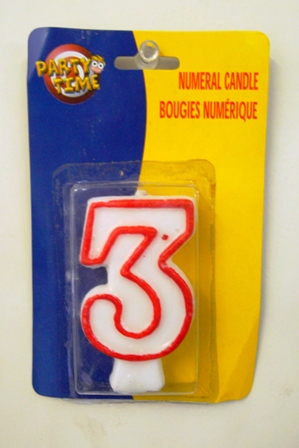 PARTY
TIME
NUMERAL CANDLE
BOUGIES NUMÉRIQUE
3